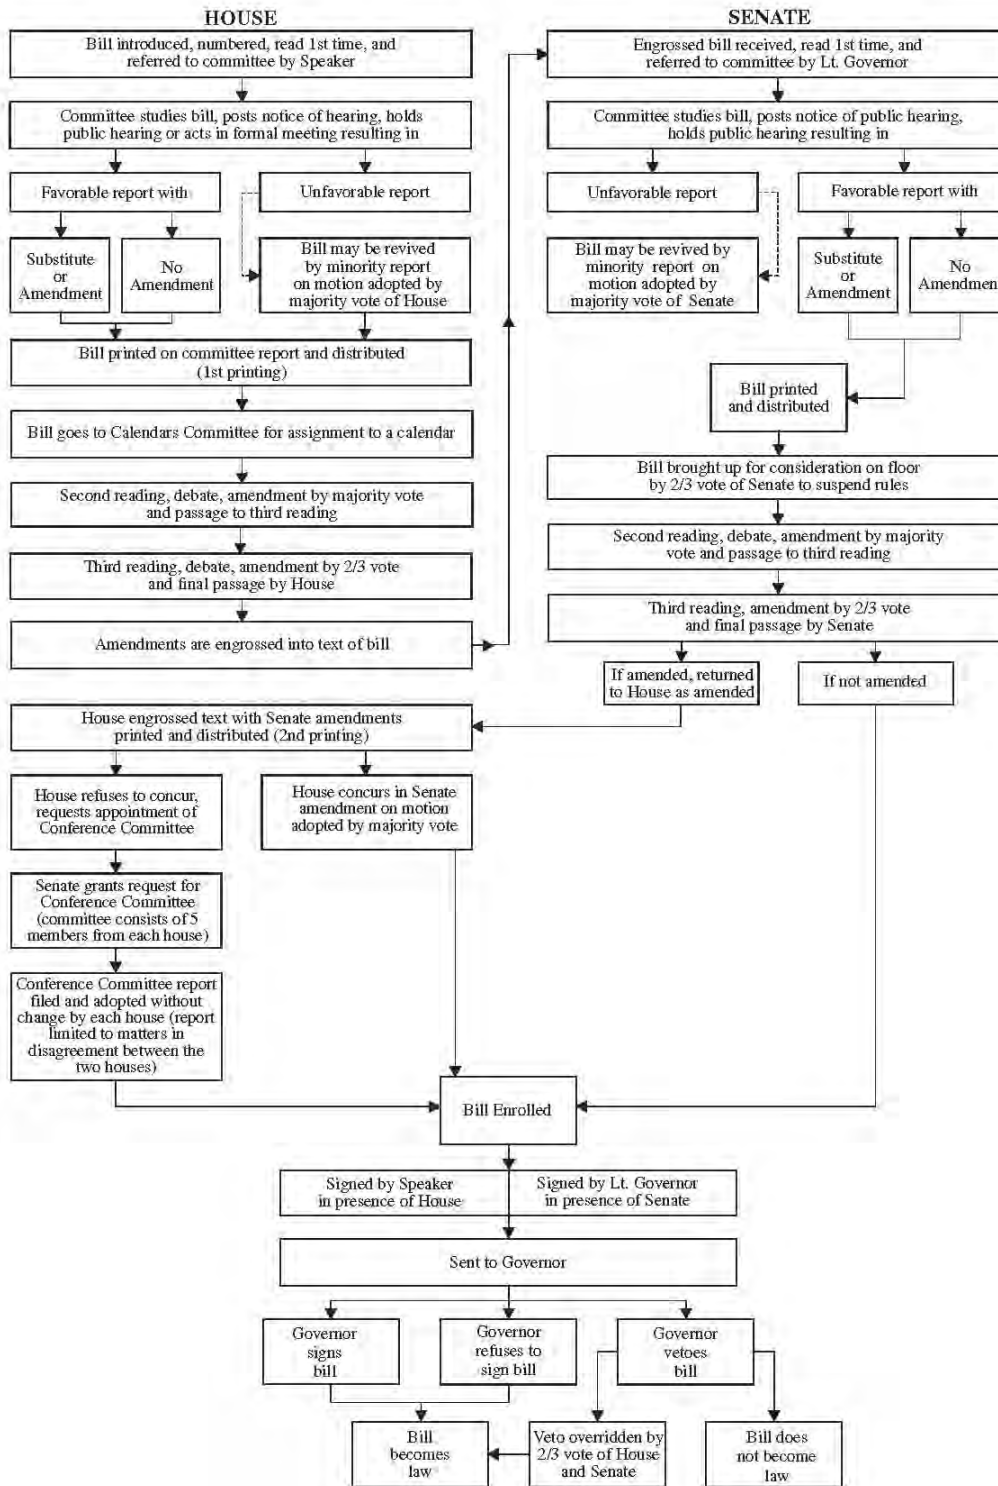 HOUSE
Bill introduced, numbered, read 1st time, and
referred to committee by Speaker
Committee studies bill, posts notice of hearing, holds
public hearing or acts in formal meeting resulting in
Favorable report with
Unfavorable report
Substitute
or
Amendment
No
Amendment
Bill may be revived
by minority report
on motion adopted by
majority vote of House
Bill printed on committee report and distributed
(1st printing)
Bill goes to Calendars Committee for assignment to a calendar
Second reading, debate, amendment by majority vote
and passage to third reading
Third reading, debate, amendment by 2/3 vote
and final passage by House
Amendments are engrossed into text of bill
SENATE
Engrossed bill received, read 1st time, and
referred to committee by Lt. Governor
Committee studies bill, posts notice of public hearing,
holds public hearing resulting in
Unfavorable report
Favorable report with
Bill may be revived by
minority report on
motion adopted by
majority vote of Senate
Substitute
or
Amendment
No
Amendment
Bill printed
and distributed
Bill brought up for consideration on floor
by 2/3 vote of Senate to suspend rules
Second reading, debate, amendment by majority
vote and passage to third reading
Third reading, amendment by 2/3 vote
and final passage by Senate
If amended, returned
to House as amended
If not amended
House engrossed text with Senate amendments
printed and distributed (2nd printing)
House refuses to concur,
requests appointment of
Conference Committee
House concurs in Senate
amendment on motion
adopted by majority vote
Senate grants request for
Conference Committee
(committee consists of 5
members from each house)
Conference Committee report
filed and adopted without
change by each house (report
limited to matters in
disagreement between the
two houses)
Bill Enrolled
Signed by Speaker
in presence of House
Signed by Lt. Governor
in presence of Senate
Sent to Governor
Governor
signs
bill
Governor
refuses to
sign bill
Governor
vetoes
bill
Bill
becomes
law
Veto overridden by
2/3 vote of House
and Senate
Bill does
not become
law